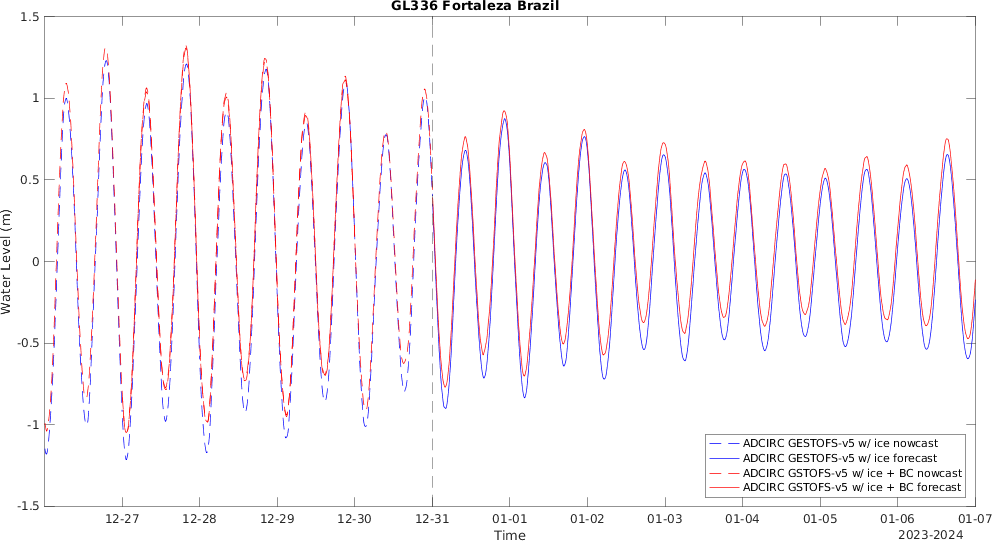 GL336 Fortaleza Brazil
1.5
1
0.5
0
-0.5
-1
-1.5
Water Level (m)
12-27 12-28 12-29 12-30 12-31 01-01 01-02 01-03 01-04 01-05 01-06 01-07
Time
2023-2024
ADCIRC GESTOFS-v5 w/ ice nowcast
ADCIRC GESTOFS-v5 w/ ice forecast
ADCIRC GSTOFS-v5 w/ ice + BC nowcast
ADCIRC GSTOFS-v5 w/ ice + BC forecast